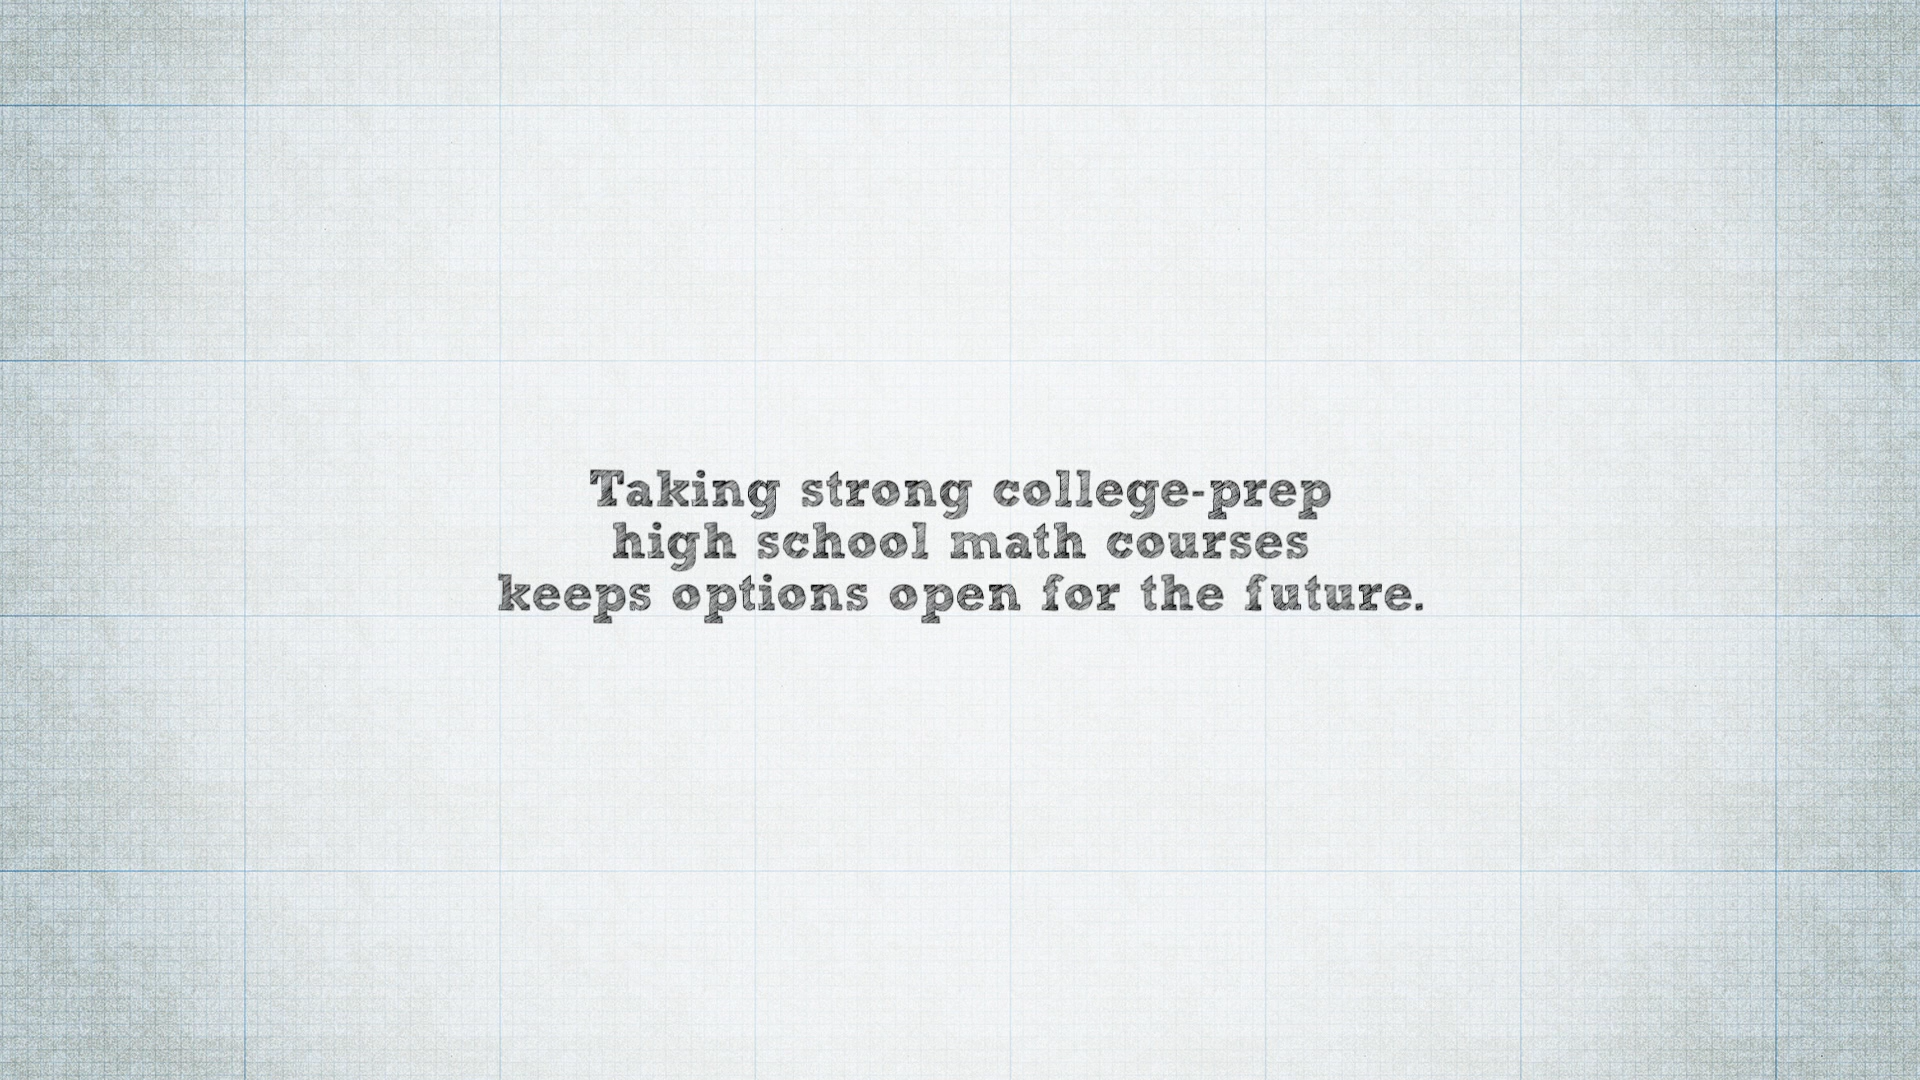 Taking strong college-prep
high school math courses
keeps options open for the future.